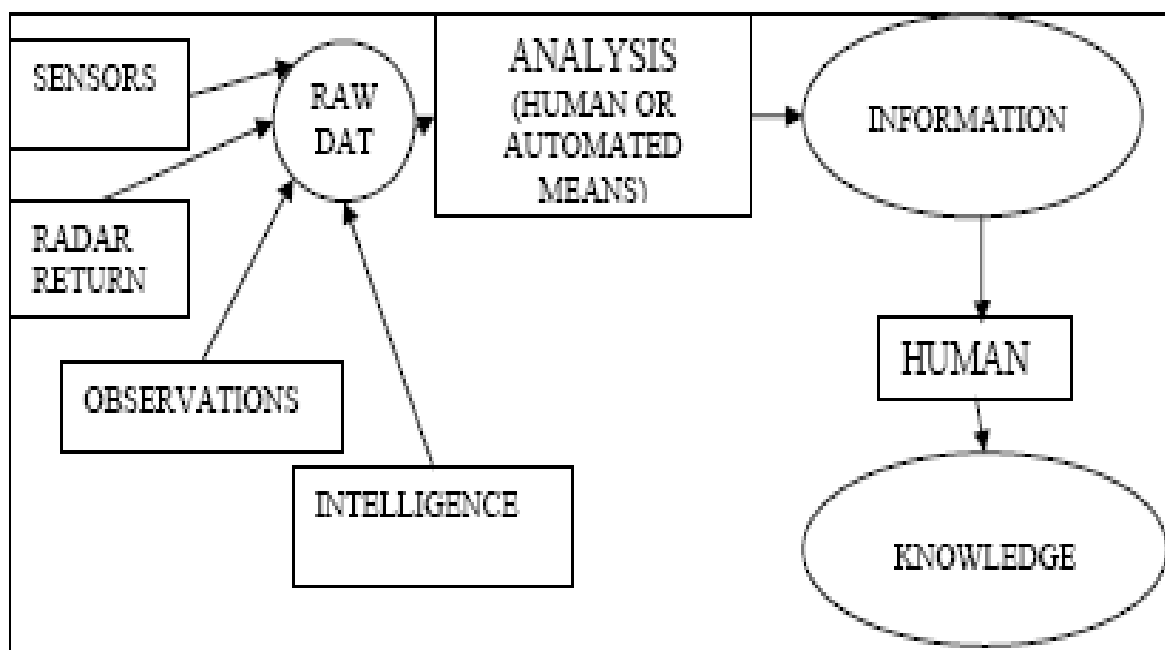 SENSORS
RAW
DAT
ANALYSIS
(HUMAN OR
AUTOMATED
MEANS)
INFORMATION
RADAR
RETURN
OBSERVATIONS
INTELLIGENCE
HUMAN
KNOWLEDGE